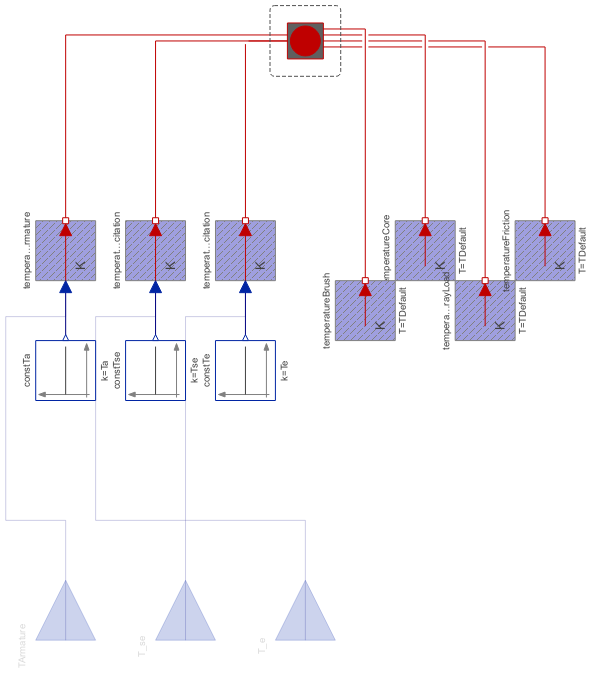 tempera...rmature
K
temperat...citation
K
temperat...citation
K
temperatureBrush
K
T=TDefault
emperatureCore
K
T=TDefault
tempera...rayLoad
K
T=TDefault
temperatureFriction
K
T=TDefault
constTa
k=Ta
constTse
k=Tse
constTe
k=Te
TArmature
T_se
T_e